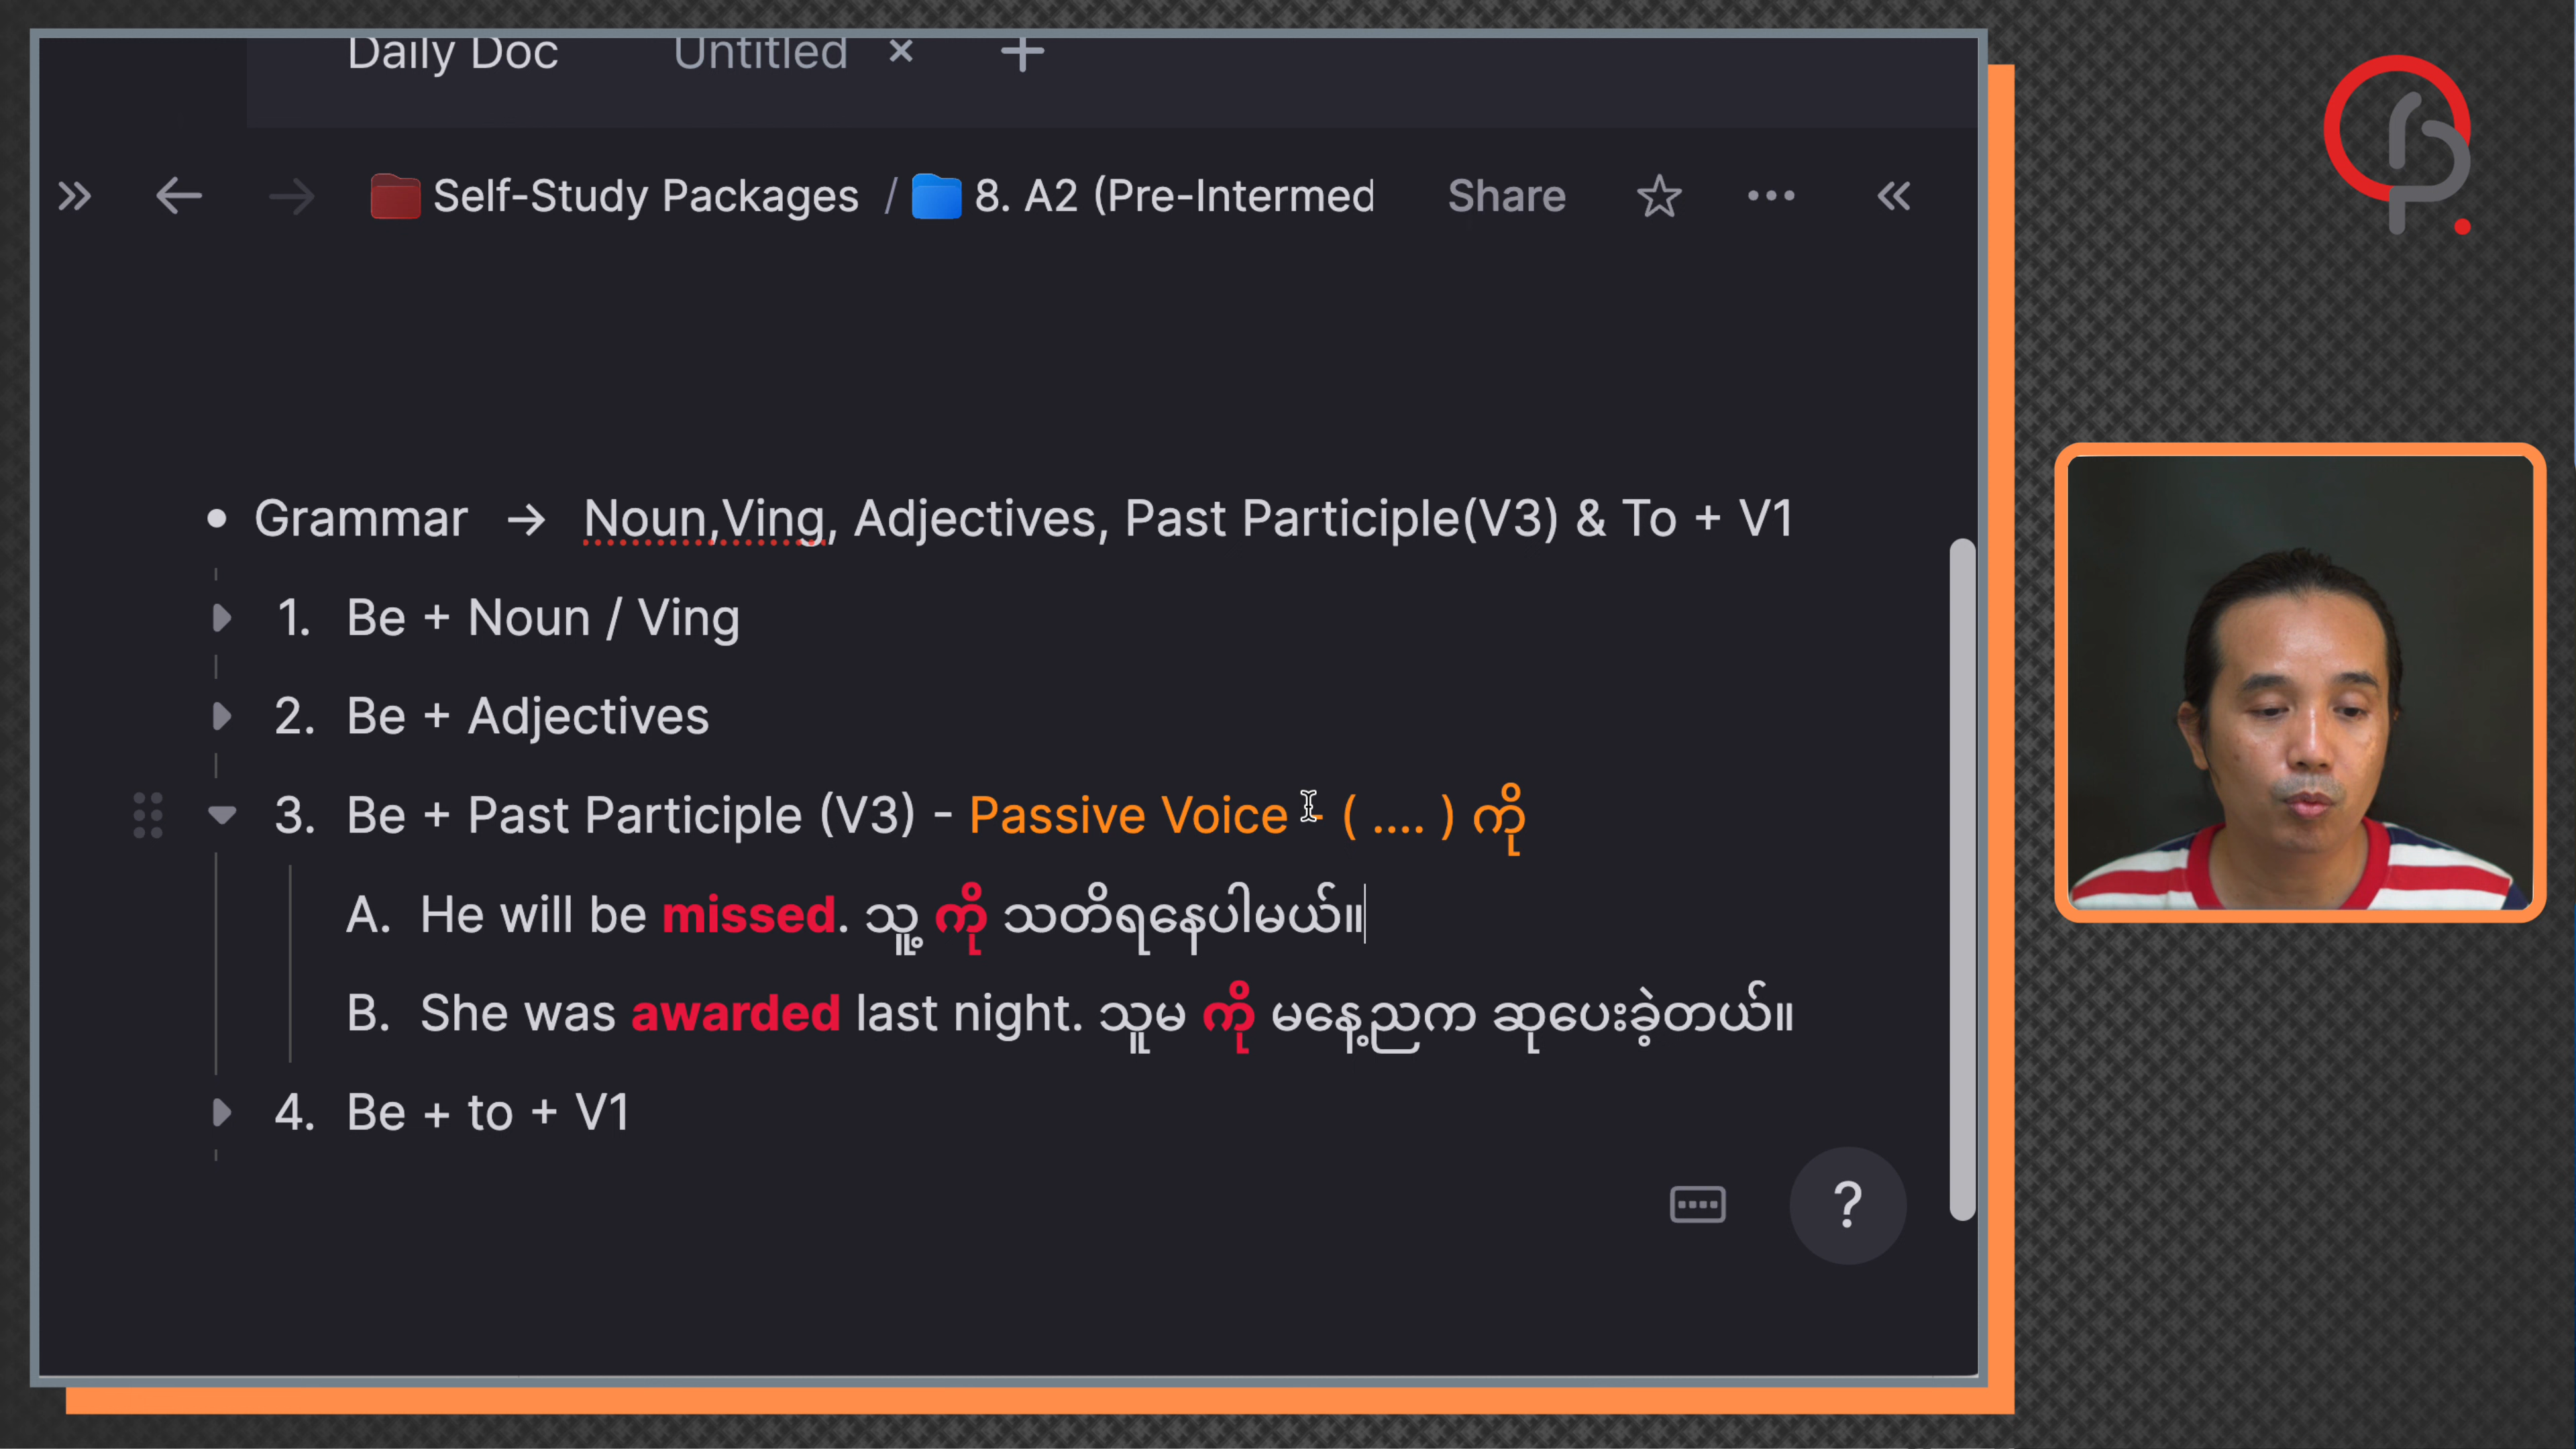 Daily Doc Untitled
Self-Study Packages / 8. A2 (Pre-Intermed Share
Grammar → Noun,Ving, Adjectives, Past Participle(V3) & To + V1
1. Be + Noun / Ving
2. Be + Adjectives
3. Be + Past Participle (V3) - Passive Voice - ( .... ) ကို
A. He will be missed. သူ့ ကို သတိရနေပါမယ်။
B. She was awarded last night. သူမ ကို မနေ့ညက ဆုပေးခဲ့တယ်။
4. Be + to + V1
?